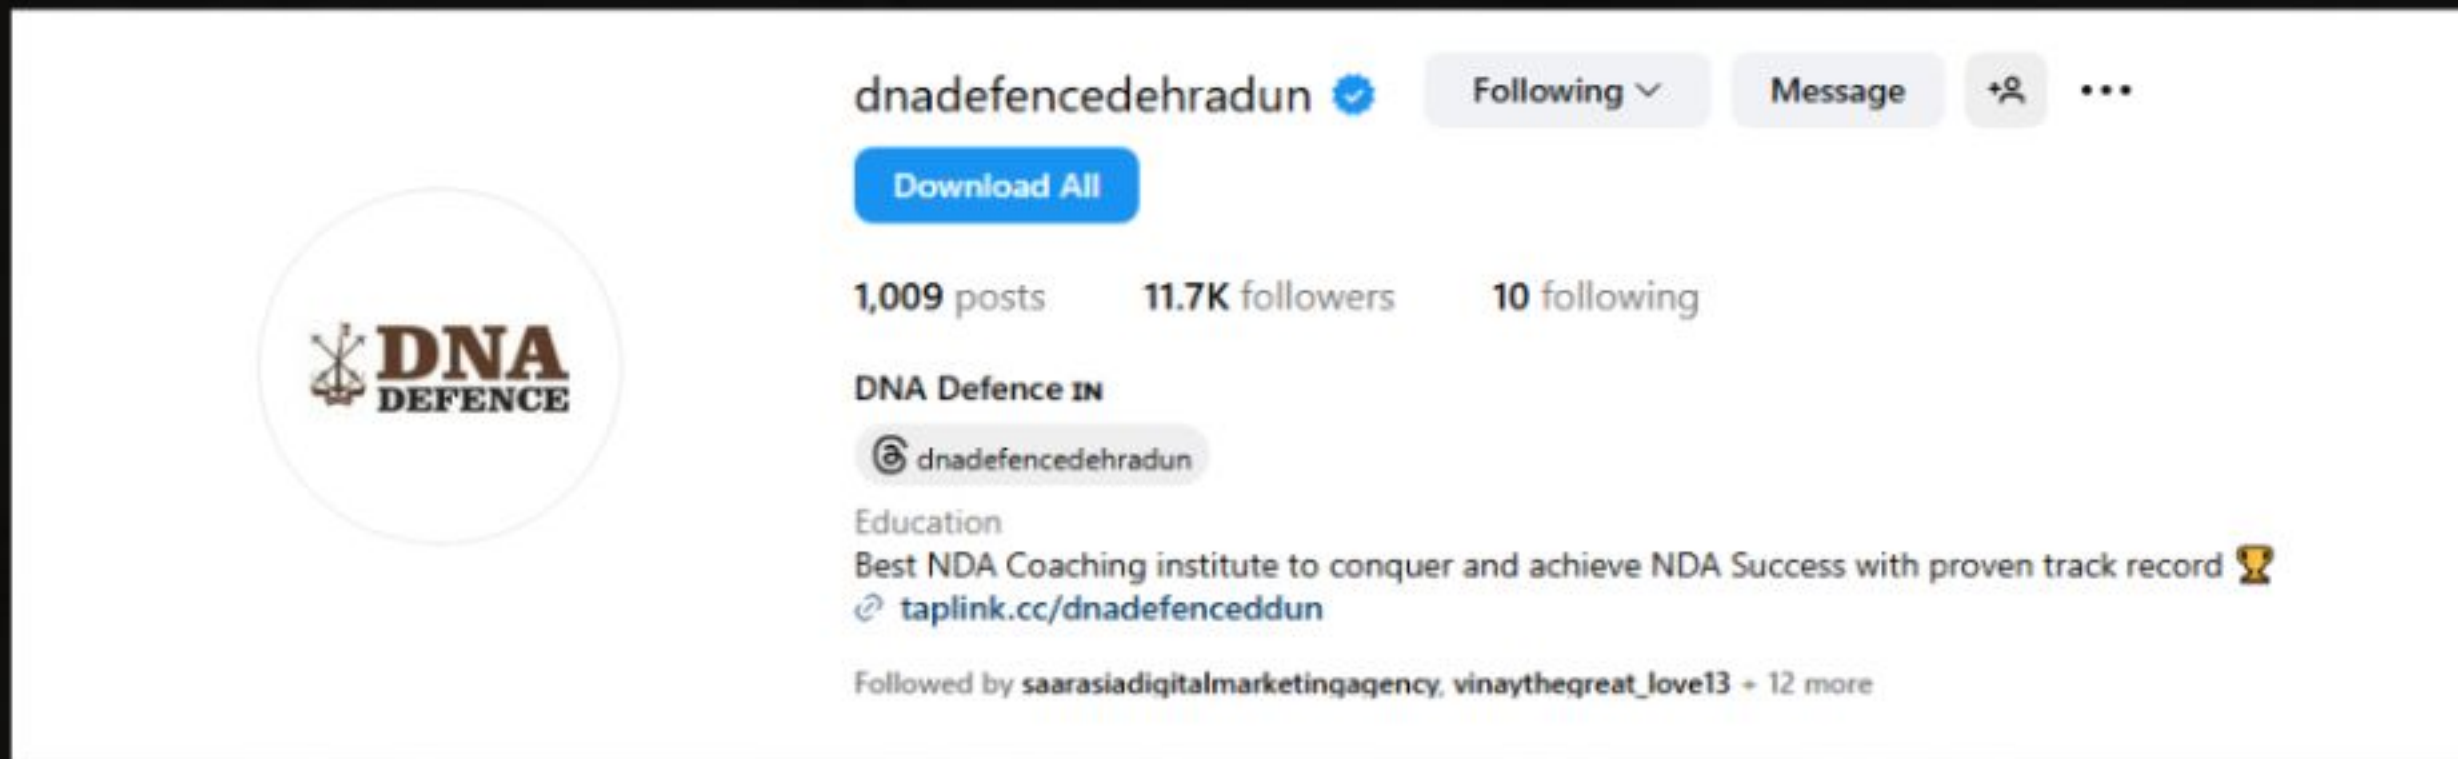 dnadefencedehradun Following Message
Download All
1,009 posts 11.7K followers 10 following
DNA
DEFENCE
DNA Defence IN
dnadefencedehradun
Education
Best NDA Coaching institute to conquer and achieve NDA Success with proven track record 🏆
taplink.cc/dnadefenceddun
Followed by saarasiadigitalmarketingagency, vinaythegreat_love13 + 12 more